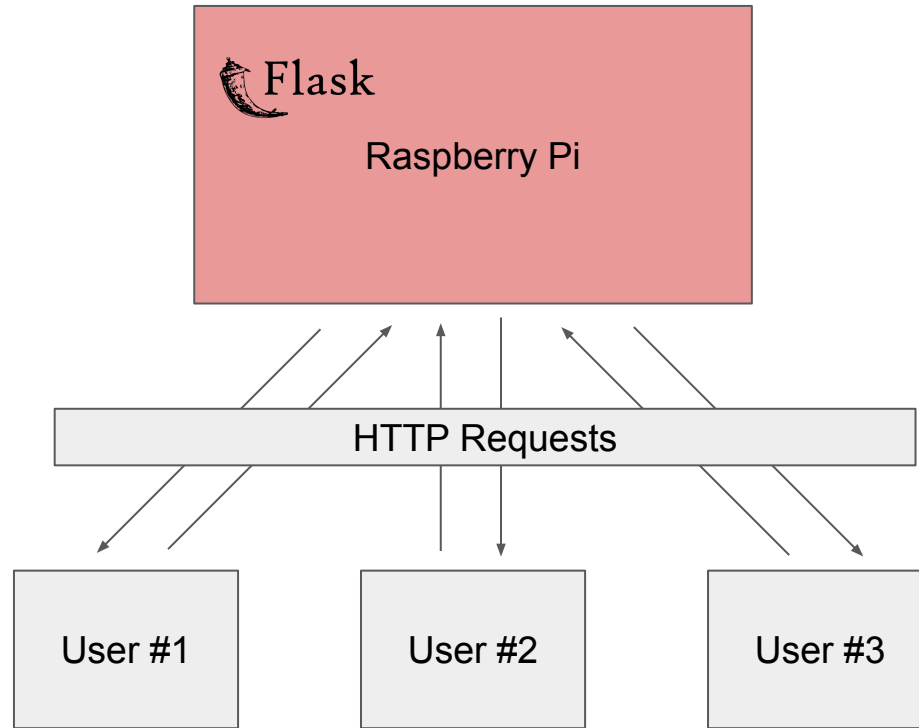 Flask
Raspberry Pi
HTTP Requests
User #1
User #2
User #3